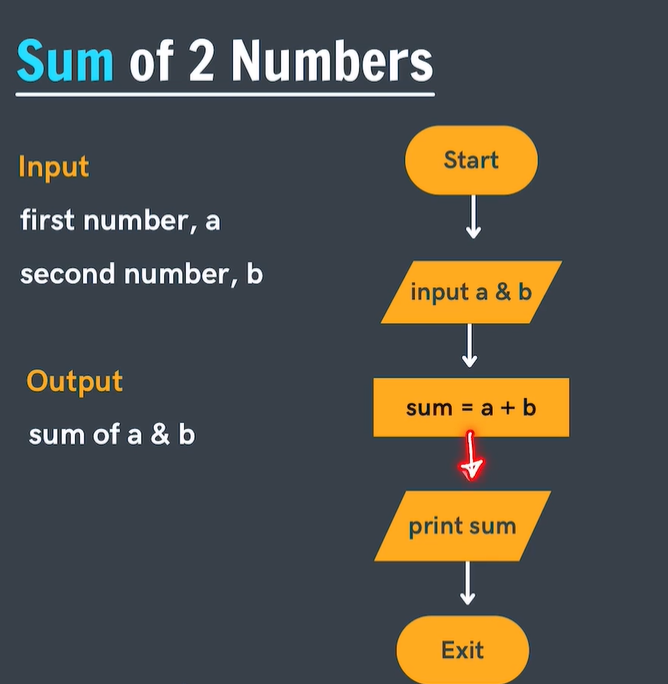 Sum of 2 Numbers
Input
first number, a
second number, b
Output
sum of a & b
Start
input a & b
sum = a + b
print sum
Exit